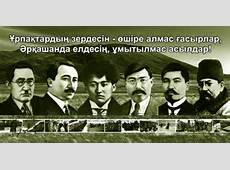 Ұрпақтардың зердесін - өшіре алмас ғасырлар,
Әрқашанда елдесің, ұмытылмас асылдар!